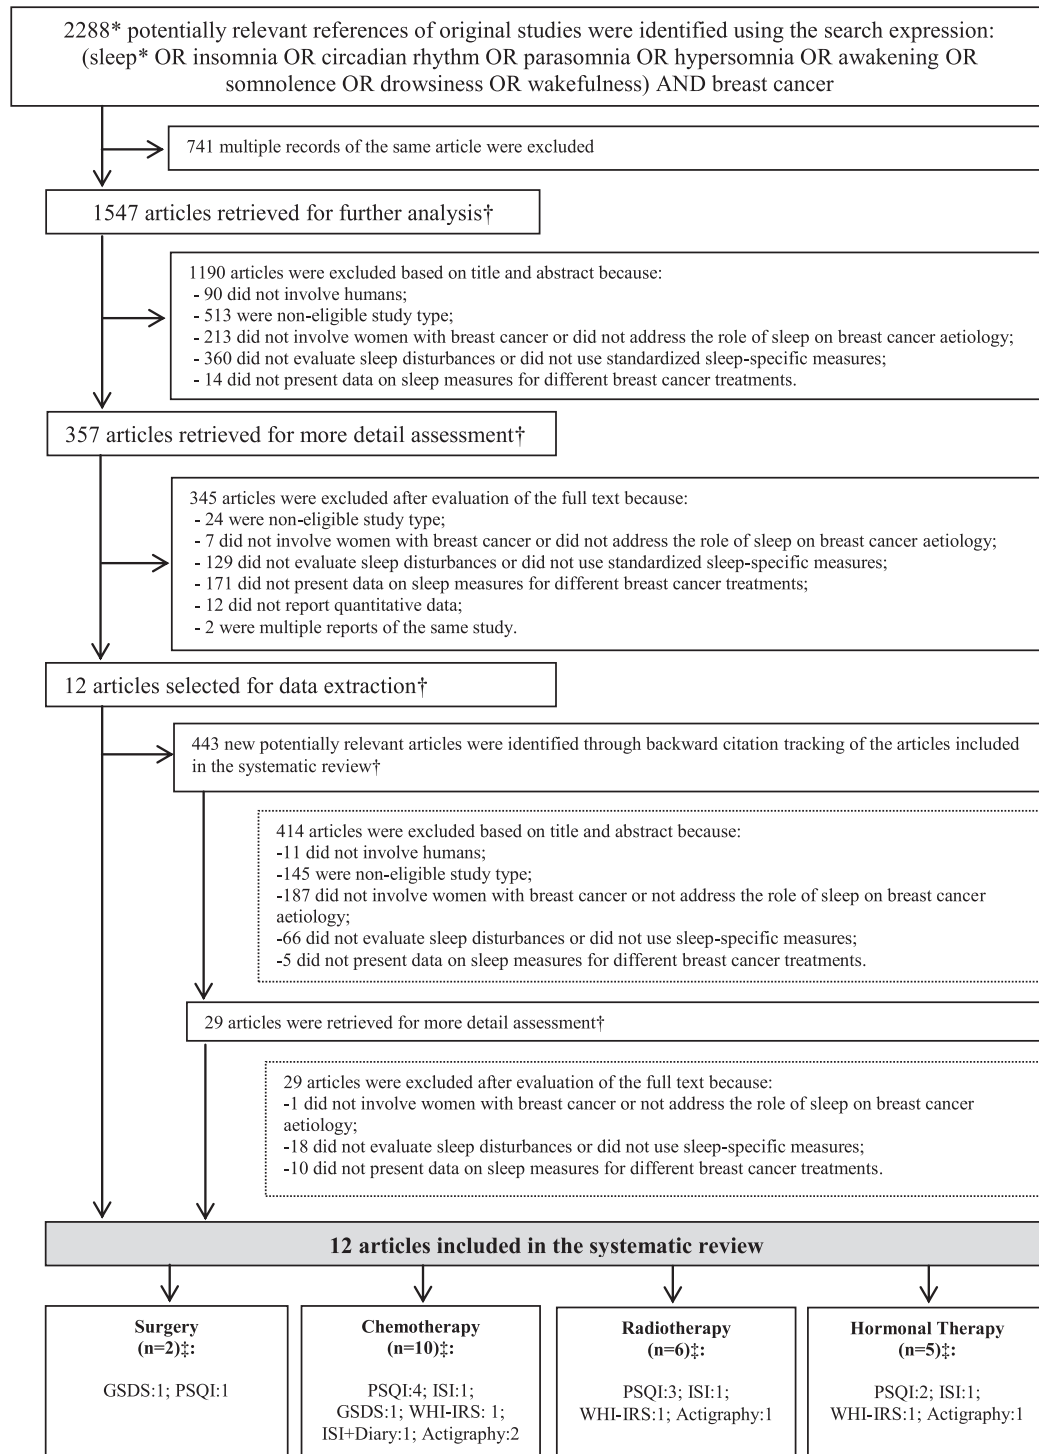 2288* potentially relevant references of original studies were identified using the search expression:
(sleep* OR insomnia OR circadian rhythm OR parasomnia OR hypersomnia OR awakening OR
somnolence OR drowsiness OR wakefulness) AND breast cancer
741 multiple records of the same article were excluded
1547 articles retrieved for further analysis†
1190 articles were excluded based on title and abstract because:
- 90 did not involve humans;
- 513 were non-eligible study type;
- 213 did not involve women with breast cancer or did not address the role of sleep on breast cancer aetiology;
- 360 did not evaluate sleep disturbances or did not use standardized sleep-specific measures;
- 14 did not present data on sleep measures for different breast cancer treatments.
357 articles retrieved for more detail assessment†
345 articles were excluded after evaluation of the full text because:
- 24 were non-eligible study type;
- 7 did not involve women with breast cancer or did not address the role of sleep on breast cancer aetiology;
- 129 did not evaluate sleep disturbances or did not use standardized sleep-specific measures;
- 171 did not present data on sleep measures for different breast cancer treatments;
- 12 did not report quantitative data;
- 2 were multiple reports of the same study.
12 articles selected for data extraction†
443 new potentially relevant articles were identified through backward citation tracking of the articles included
in the systematic review†
414 articles were excluded based on title and abstract because:
-11 did not involve humans;
-145 were non-eligible study type;
-187 did not involve women with breast cancer or not address the role of sleep on breast cancer
aetiology;
-66 did not evaluate sleep disturbances or did not use sleep-specific measures;
-5 did not present data on sleep measures for different breast cancer treatments.
29 articles were retrieved for more detail assessment†
29 articles were excluded after evaluation of the full text because:
-1 did not involve women with breast cancer or not address the role of sleep on breast cancer
aetiology;
-18 did not evaluate sleep disturbances or did not use sleep-specific measures;
-10 did not present data on sleep measures for different breast cancer treatments.
12 articles included in the systematic review
Surgery
(n=2)‡:
GSDS:1; PSQI:1
Chemotherapy
(n=10)‡:
PSQI:4; ISI:1;
GSDS:1; WHI-IRS: 1;
ISI+Diary:1; Actigraphy:2
Radiotherapy
(n=6)‡:
PSQI:3; ISI:1;
WHI-IRS:1; Actigraphy:1
Hormonal Therapy
(n=5)‡:
PSQI:2; ISI:1;
WHI-IRS:1; Actigraphy:1